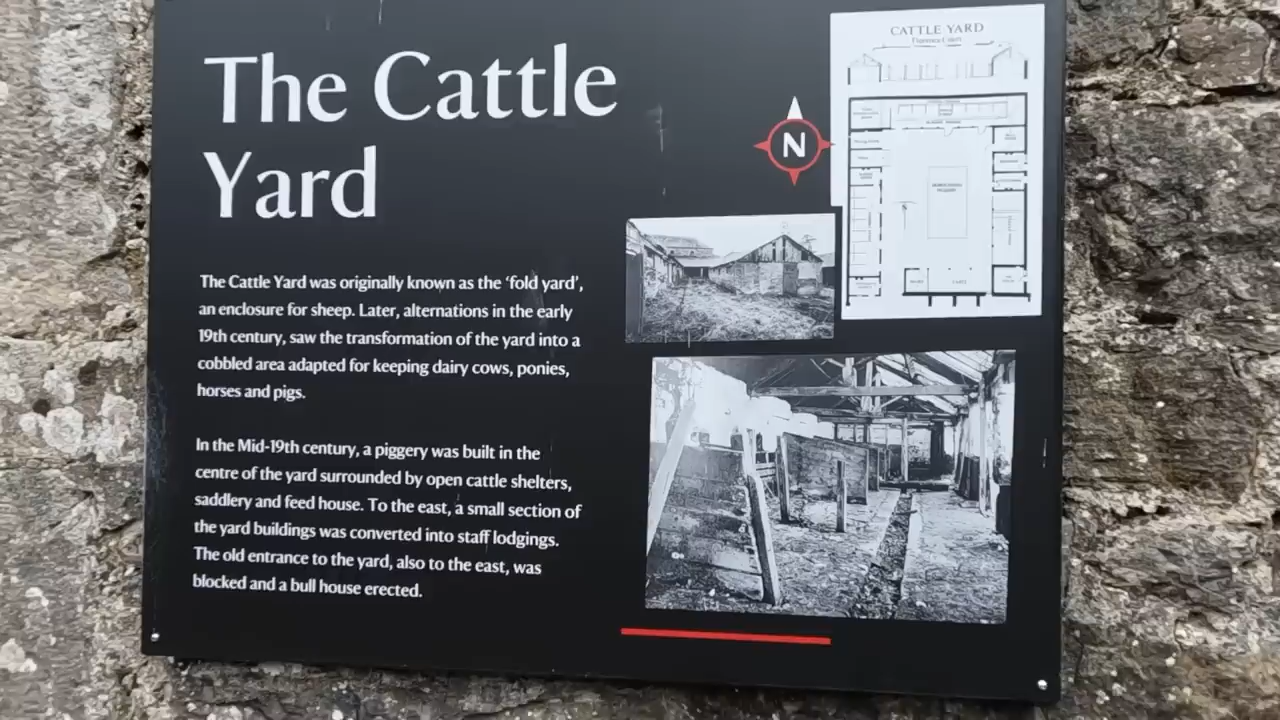 The Cattle
Yard
The Cattle Yard was originally known as the ‘fold yard’,
an enclosure for sheep. Later, alternations in the early
19th century, saw the transformation of the yard into a
cobbled area adapted for keeping dairy cows, ponies,
horses and pigs.
In the Mid-19th century, a piggery was built in the
centre of the yard surrounded by open cattle shelters,
saddlery and feed house. To the east, a small section of
the yard buildings was converted into staff lodgings.
The old entrance to the yard, also to the east, was
blocked and a bull house erected.
N
CATTLE YARD
Florence Court